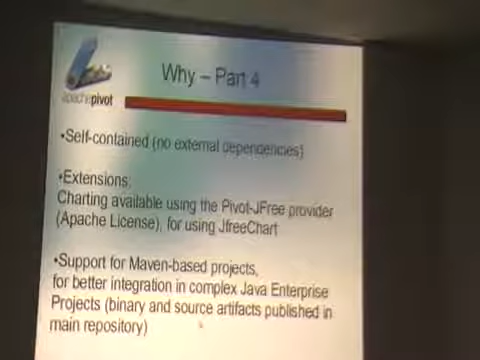 Why – Part 4
apachepivot
•Self-contained (no external dependencies)
•Extensions:
Charting available using the Pivot-JFree provider
(Apache License), for using JfreeChart
•Support for Maven-based projects,
for better integration in complex Java Enterprise
Projects (binary and source artifacts published in
main repository)